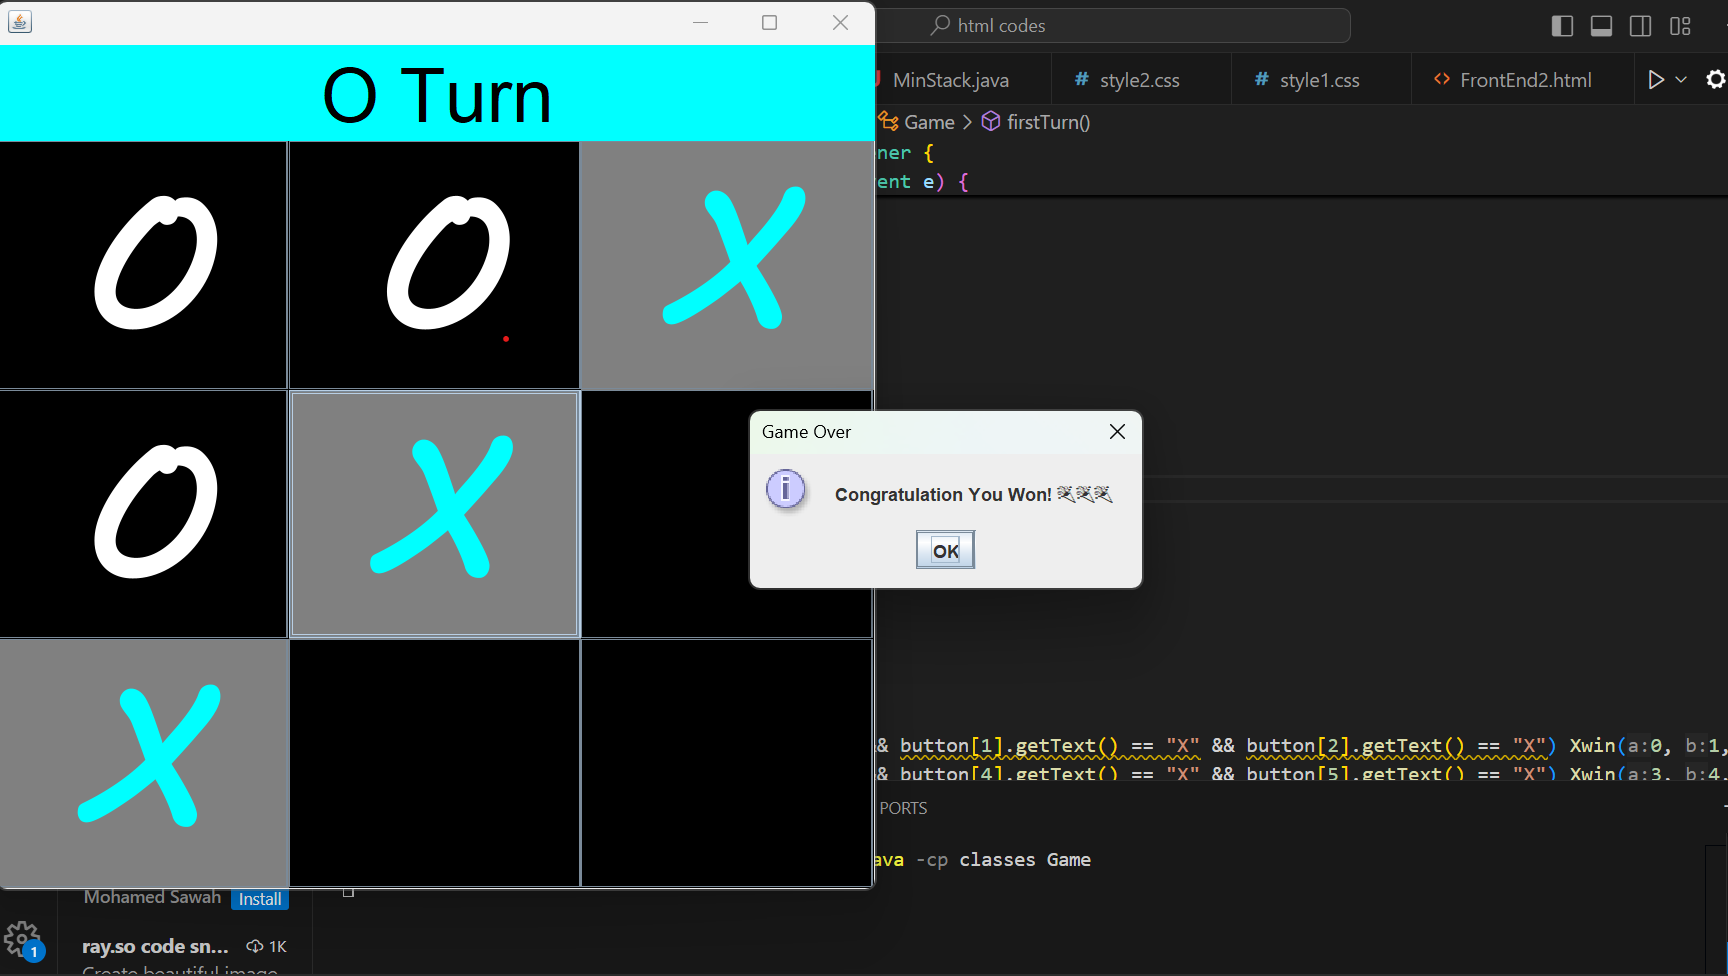 html codes
MinStack.java
# style2.css
# style1.css
<> FrontEnd2.html
Game > firstTurn()
O Turn
ner {
ent e) {
O O X
O X
X
Game Over
Congratulation You Won! 🎉🎉🎉
OK
& button[1].getText() == "X" && button[2].getText() == "X") Xwin(a:0, b:1,
& button[4].getText() == "X" && button[5].getText() == "X") Xwin(a:3, b:4,
PORTS
ava -cp classes Game
Mohamed Sawah Install
ray.so code sn... 1K
Create beautiful image
1